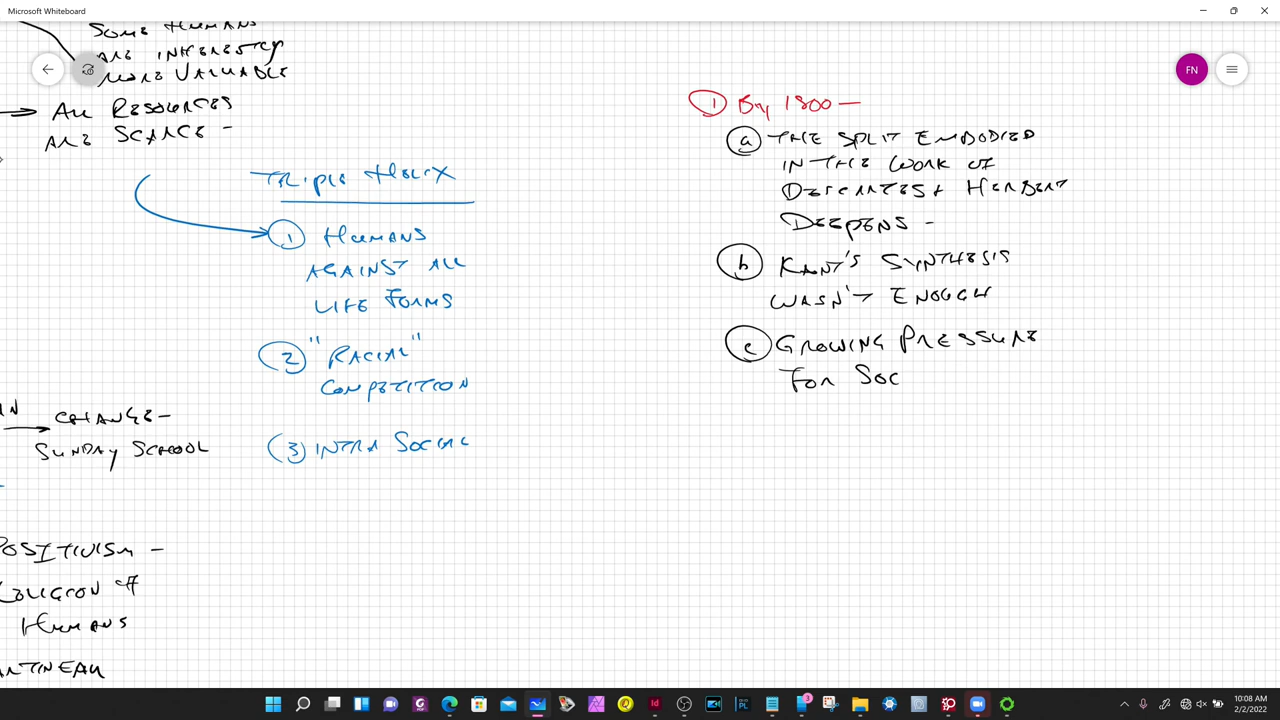 Microsoft Whiteboard
SOME HUMANS
ARE INHERENTLY
MORE VALUABLE
ALL RESOURCES
ARE SCARCE -
TRIPLE HELIX
1 HUMANS
AGAINST ALL
LIFE FORMS
2 "RACIAL"
COMPETITION
3 INTRA SOCIAL
CHANGE-
SUNDAY SCHOOL
POSITIVISM -
RELIGION OF
HUMANS
MARTINEAU
FN
1 By 1800 -
a THE SPLIT EMBODIED
IN THE WORK OF
DESCARTES + HERBERT
DEEPENS -
b KANT'S SYNTHESIS
WASN'T ENOUGH
c GROWING PRESSURE
FOR SOC
10:08 AM
2/2/2022